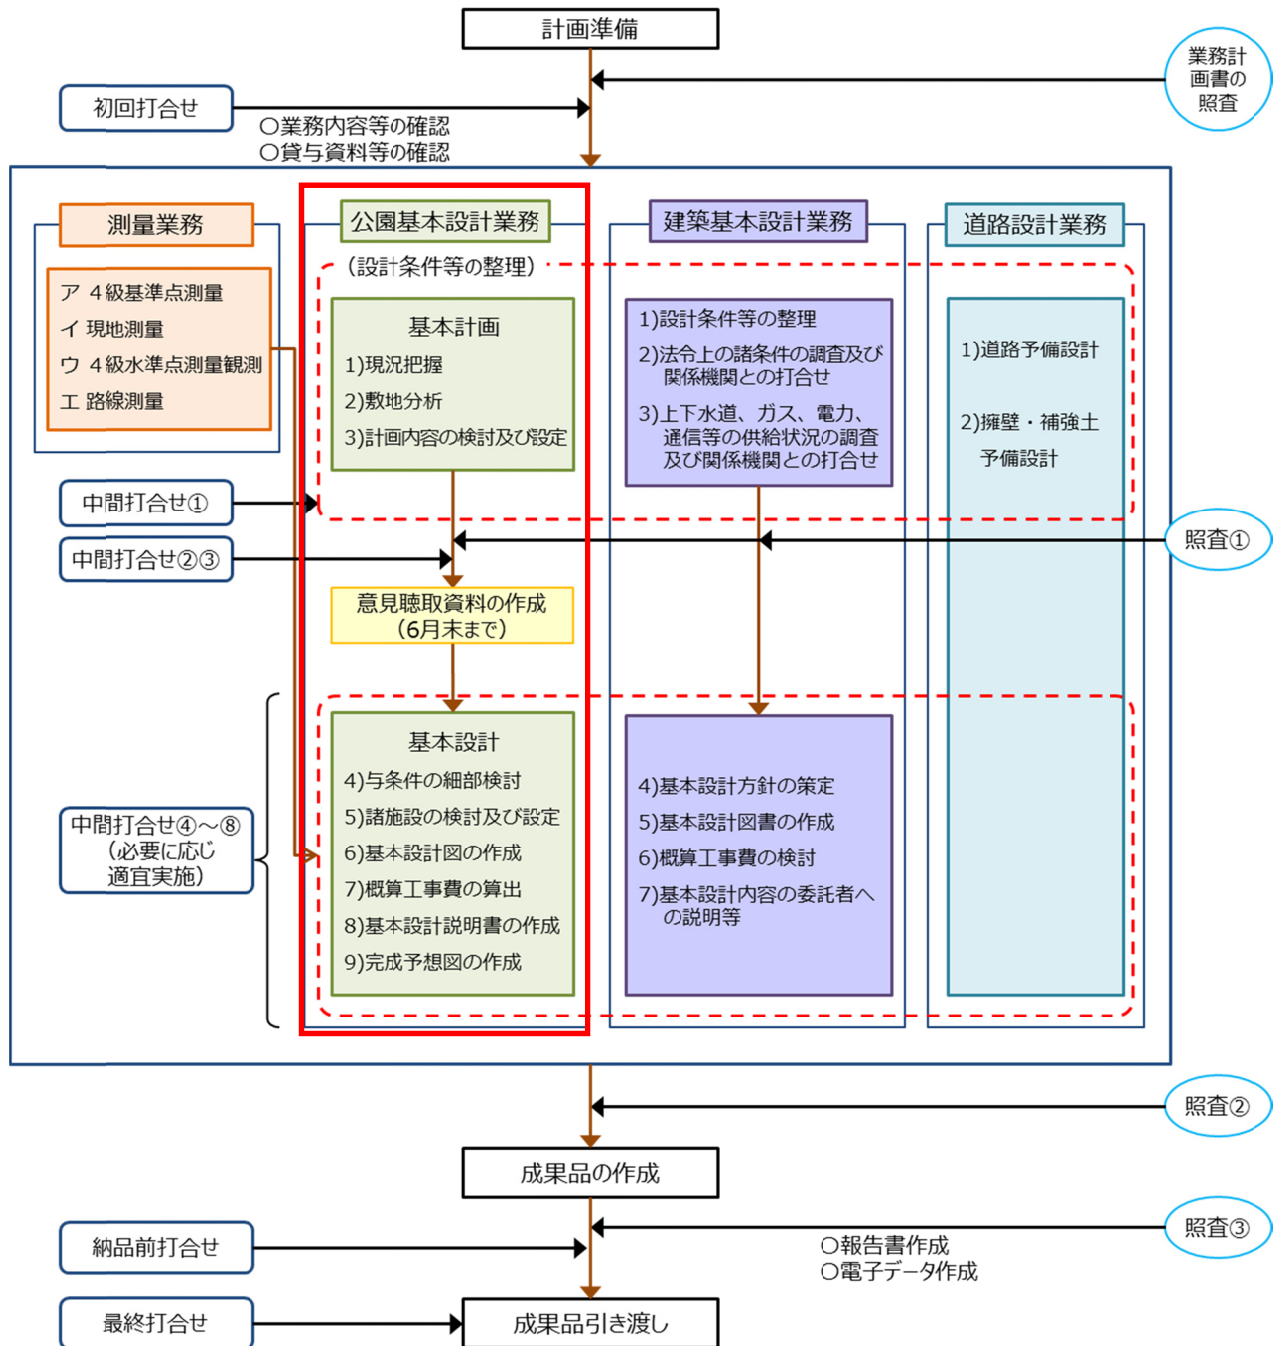 計画準備
業務計
画書の
照査
初回打合せ
○業務内容等の確認
○貸与資料等の確認
測量業務
ア 4級基準点測量
イ 現地測量
ウ 4級水準点測量観測
エ 路線測量
公園基本設計業務
(設計条件等の整理)
基本計画
1)現況把握
2)敷地分析
3)計画内容の検討及び設定
建築基本設計業務
1)設計条件等の整理
2)法令上の諸条件の調査及び
関係機関との打合せ
3)上下水道、ガス、電力、
通信等の供給状況の調査
及び関係機関との打合せ
道路設計業務
1)道路予備設計
2)擁壁・補強土
予備設計
中間打合せ①
中間打合せ②③
照査①
意見聴取資料の作成
(6月末まで)
中間打合せ④～⑧
(必要に応じ
適宜実施)
基本設計
4)与条件の細部検討
5)諸施設の検討及び設定
6)基本設計図の作成
7)概算工事費の算出
8)基本設計説明書の作成
9)完成予想図の作成
4)基本設計方針の策定
5)基本設計図書の作成
6)概算工事費の検討
7)基本設計内容の委託者へ
の説明等
照査②
成果品の作成
照査③
納品前打合せ
○報告書作成
○電子データ作成
最終打合せ
成果品引き渡し